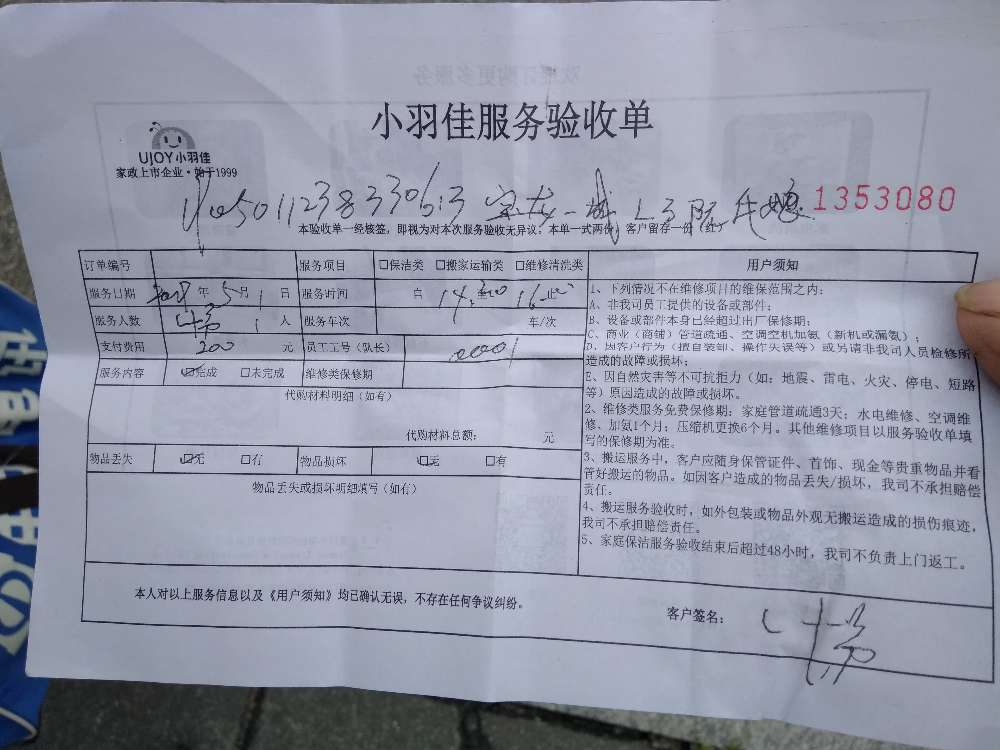 小羽佳服务验收单
UJOY小羽佳
家政上市企业·始于1999
1353080
本验收单一经核签，即视为对本次服务验收无异议；本单一式两份，客户留存一份（红）
订单编号 服务项目 □保洁类 □搬家运输类 □维修清洗类
服务日期 年 5 月 1 日 服务时间 自 止
服务人数 1 人 服务车次 车/次
支付费用 200 元 员工工号（队长）
服务内容 ☑完成 □未完成 维修类保修期
代购材料明细（如有）
代购材料总额： 元
物品丢失 ☑无 □有 物品损坏 ☑无 □有
物品丢失或损坏明细填写（如有）
用户须知
1、下列情况不在维修项目的维保范围之内：
A、非我司员工提供的设备或部件；
B、设备或部件本身已经超过出厂保修期；
C、商业（商铺）管道疏通、空调空机加氨（新机或漏氨）；
D、因客户行为（擅自装卸、操作失误等）或另请非我司人员检修所
造成的故障或损坏；
E、因自然灾害等不可抗拒力（如：地震、雷电、火灾、停电、短路
等）原因造成的故障或损坏。
2、维修类服务免费保修期：家庭管道疏通3天；水电维修、空调维
修、加氨1个月；压缩机更换6个月。其他维修项目以服务验收单填
写的保修期为准。
3、搬运服务中，客户应随身保管证件、首饰、现金等贵重物品并看
管好搬运的物品。如因客户造成的物品丢失/损坏，我司不承担赔偿
责任。
4、搬运服务验收时，如外包装或物品外观无搬运造成的损伤痕迹，
我司不承担赔偿责任。
5、家庭保洁服务验收结束后超过48小时，我司不负责上门返工。
本人对以上服务信息以及《用户须知》均已确认无误，不存在任何争议纠纷。
客户签名：